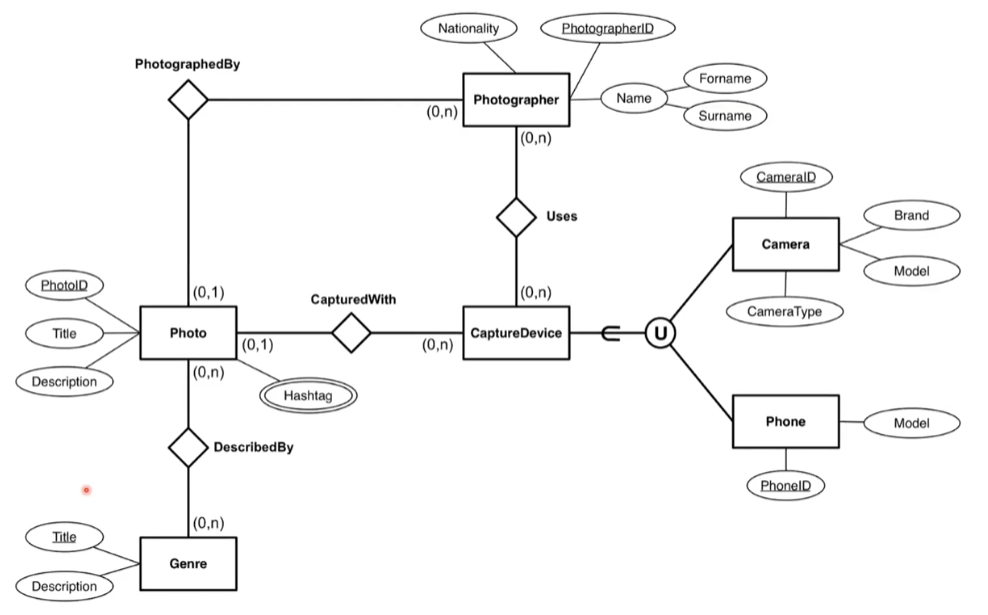 Nationality
PhotographerID
PhotographedBy
Photographer
Name
Forname
Surname
(0,n)
(0,n)
CameraID
Uses
Brand
Camera
Model
PhotoID
(0,1)
CapturedWith
(0,n)
CameraType
Title
Photo
(0,1)
(0,n)
CaptureDevice
U
Description
(0,n)
Hashtag
Phone
Model
DescribedBy
PhoneID
(0,n)
Title
Genre
Description